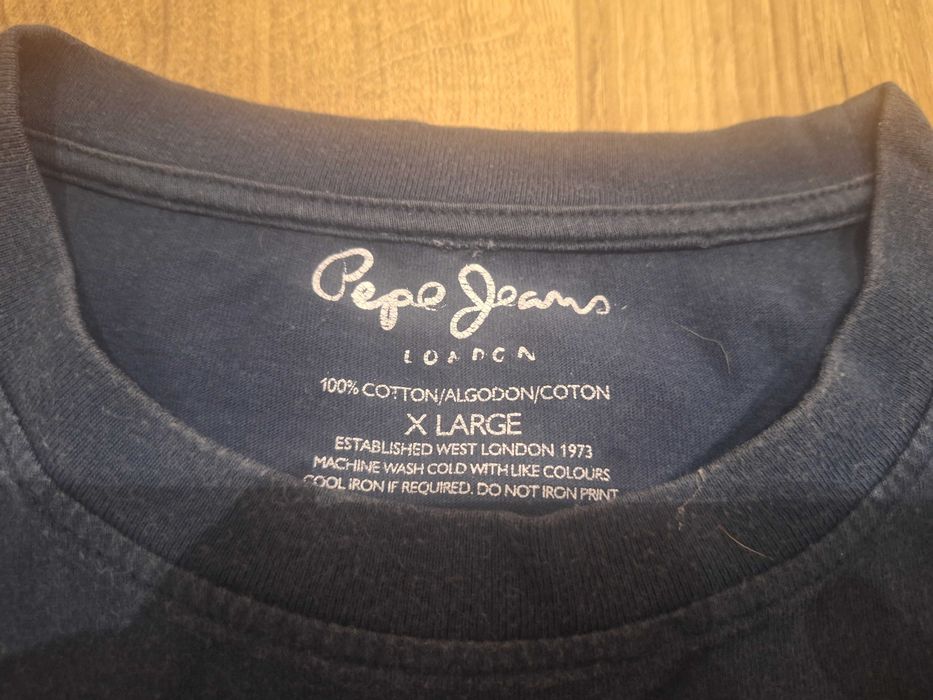 Pepe Jeans
LONDON
100% COTTON/ALGODON/COTON
X LARGE
ESTABLISHED WEST LONDON 1973
MACHINE WASH COLD WITH LIKE COLOURS
COOL IRON IF REQUIRED. DO NOT IRON PRINT